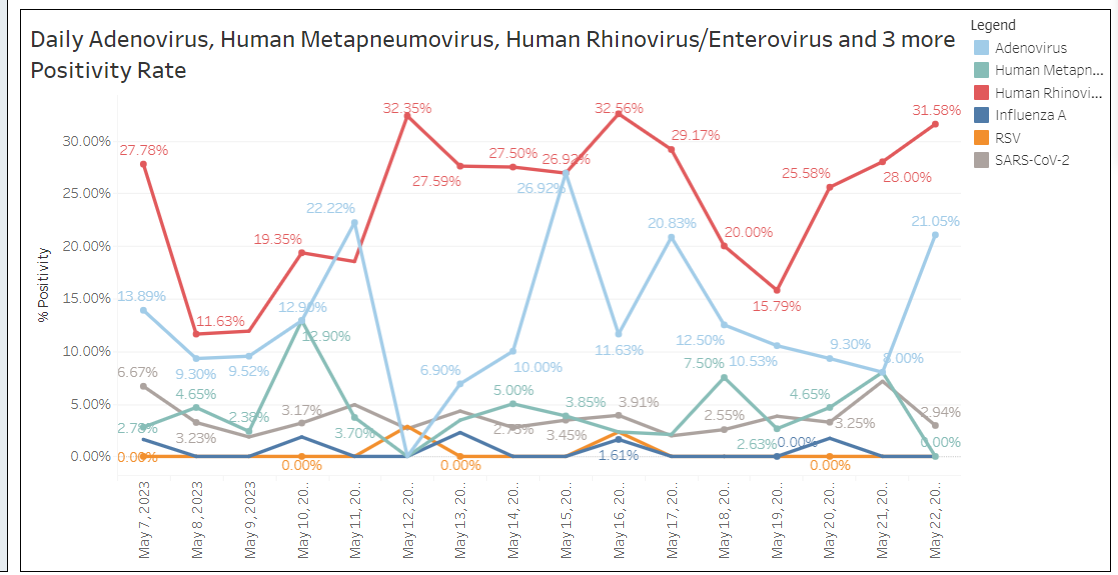 Daily Adenovirus, Human Metapneumovirus, Human Rhinovirus/Enterovirus and 3 more
Positivity Rate
Legend
Adenovirus
Human Metapn...
Human Rhinovi...
Influenza A
RSV
SARS-CoV-2
% Positivity
30.00%
25.00%
20.00%
15.00%
10.00%
5.00%
0.00%
27.78%
11.63%
19.35%
32.35%
27.59%
27.50%
26.92%
32.56%
29.17%
20.00%
15.79%
25.58%
28.00%
31.58%
13.89%
9.30%
9.52%
12.90%
22.22%
6.90%
10.00%
26.92%
11.63%
20.83%
12.50%
10.53%
9.30%
8.00%
21.05%
2.78%
4.65%
2.38%
12.90%
3.70%
5.00%
3.85%
7.50%
2.63%
4.65%
0.00%
6.67%
3.23%
3.17%
2.75%
3.45%
3.91%
2.55%
3.25%
2.94%
1.61%
0.00%
0.00%
0.00%
0.00%
0.00%
May 7, 2023
May 8, 2023
May 9, 2023
May 10, 20..
May 11, 20..
May 12, 20..
May 13, 20..
May 14, 20..
May 15, 20..
May 16, 20..
May 17, 20..
May 18, 20..
May 19, 20..
May 20, 20..
May 21, 20..
May 22, 20..